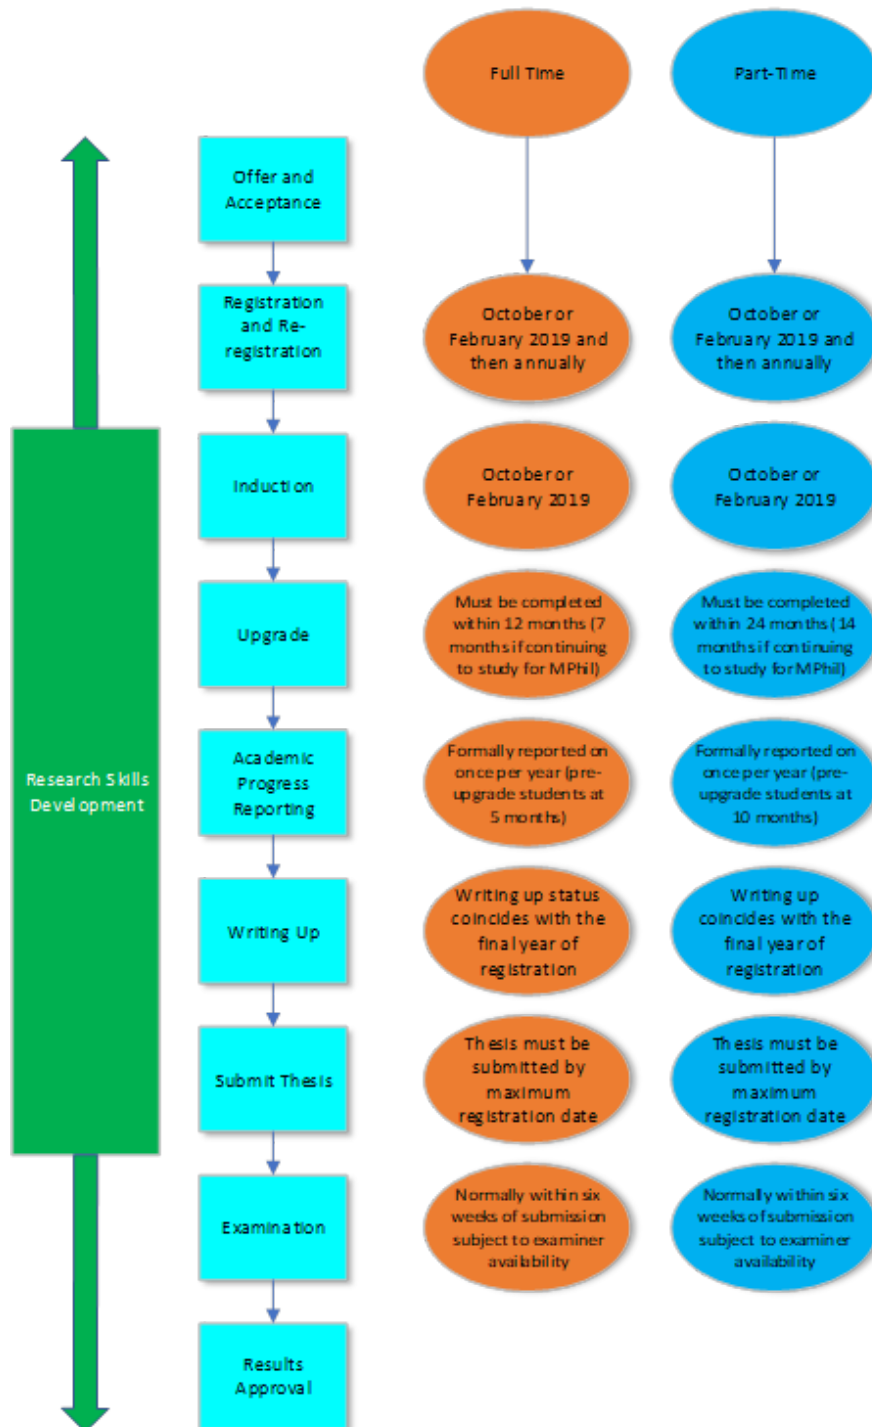 Full Time
Part-Time
Offer and
Acceptance
Registration
and Re-
registration
October or
February 2019 and
then annually
October or
February 2019 and
then annually
Induction
October or
February 2019
October or
February 2019
Upgrade
Must be completed
within 12 months (7
months if continuing
to study for MPhil)
Must be completed
within 24 months (14
months if continuing
to study for MPhil)
Research Skills
Development
Academic
Progress
Reporting
Formally reported on
once per year (pre-
upgrade students at
5 months)
Formally reported on
once per year (pre-
upgrade students at
10 months)
Writing Up
Writing up status
coincides with the
final year of
registration
Writing up
coincides with the
final year of
registration
Submit Thesis
Thesis must be
submitted by
maximum
registration date
Thesis must be
submitted by
maximum
registration date
Examination
Normally within six
weeks of submission
subject to examiner
availability
Normally within six
weeks of submission
subject to examiner
availability
Results
Approval